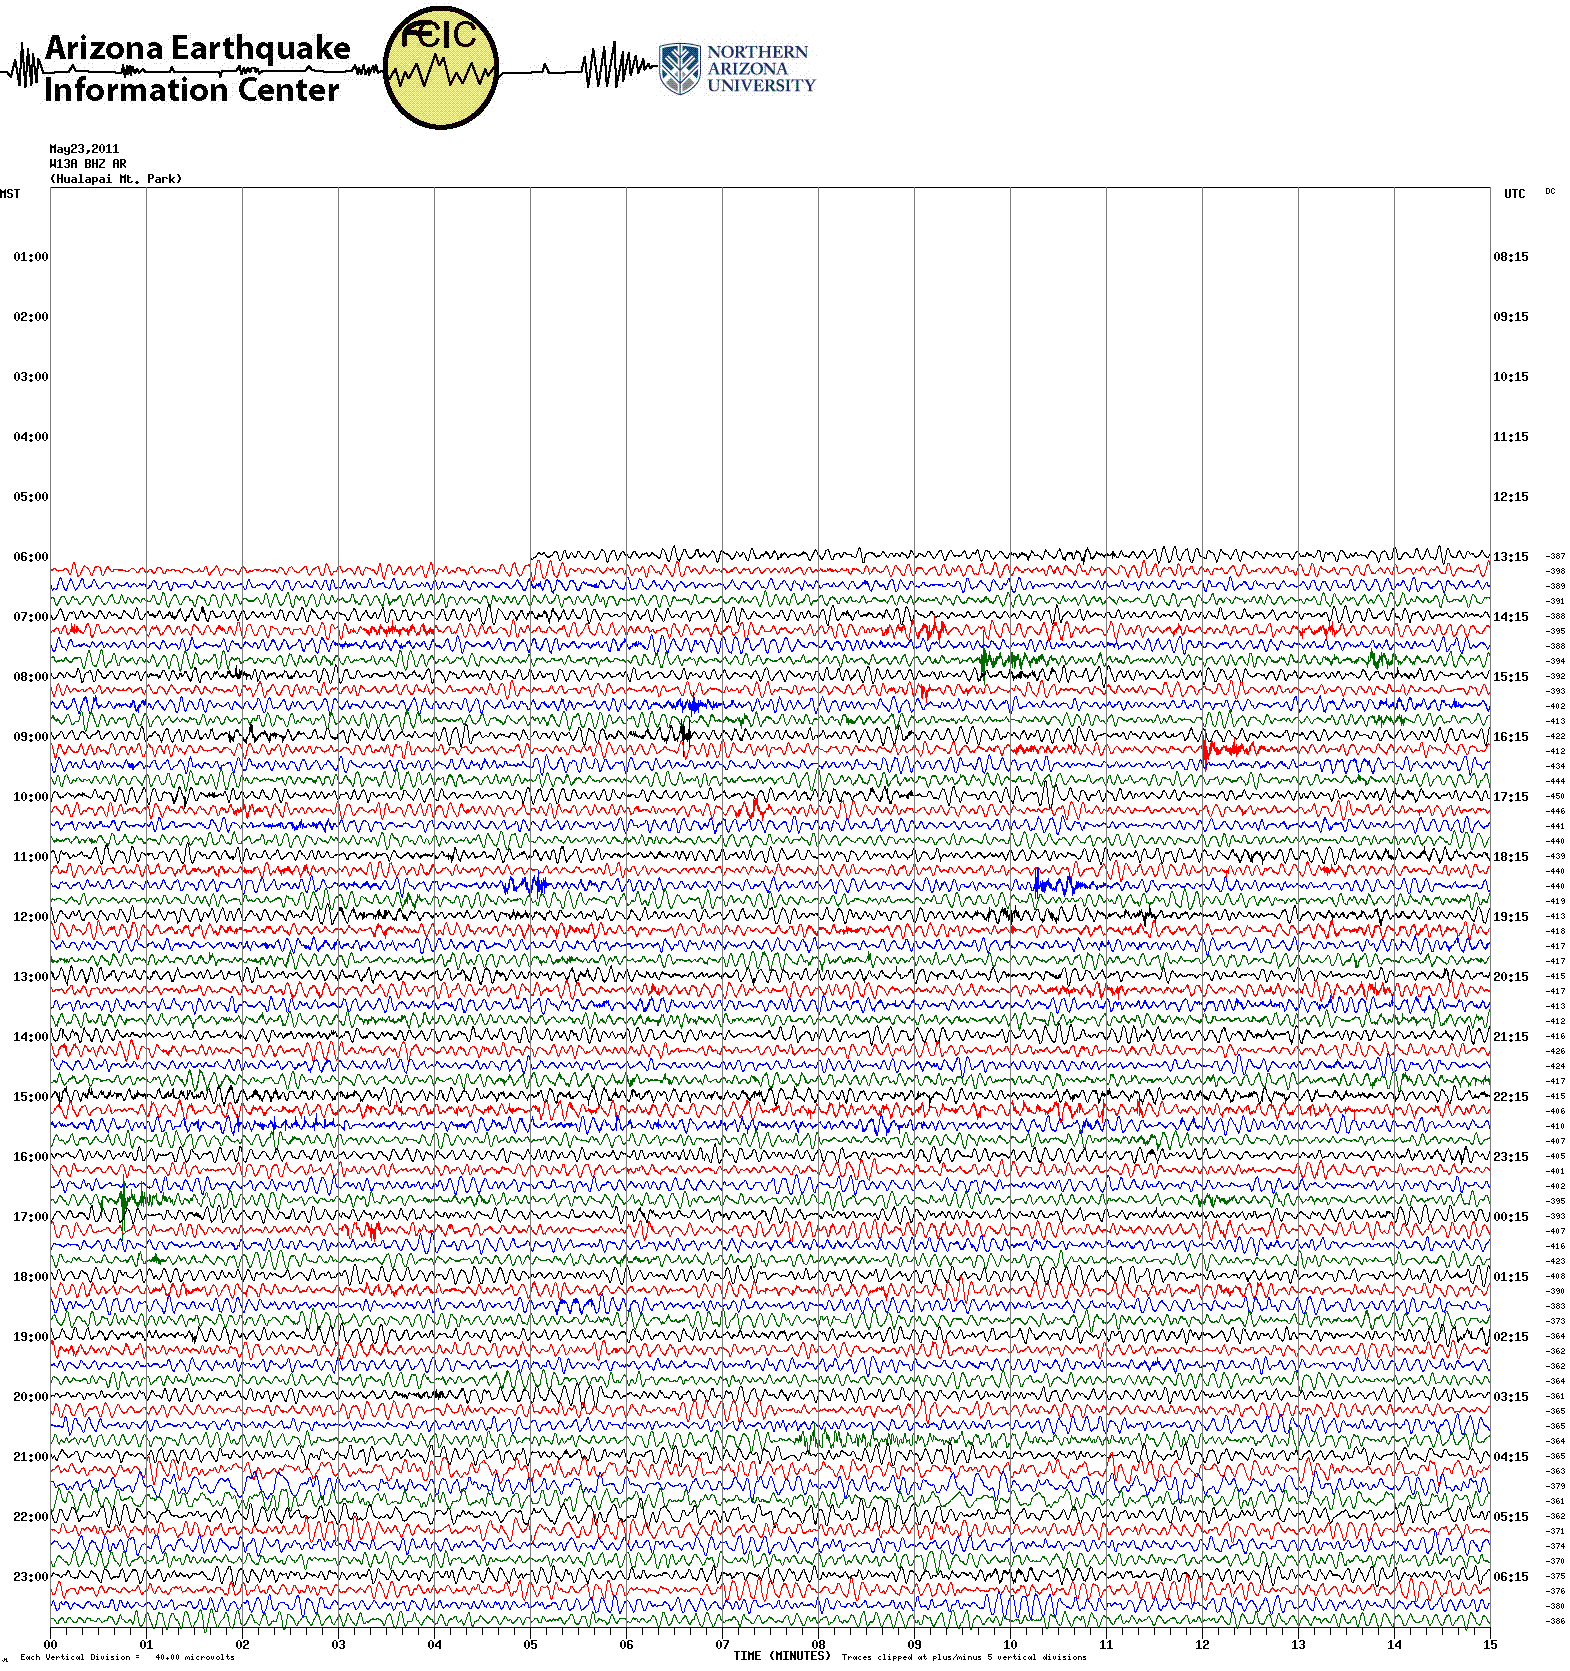 Arizona Earthquake
Information Center
ÆEIC
NORTHERN
ARIZONA
UNIVERSITY
May23,2011
W13A BHZ AR
(Hualapai Mt. Park)
MST UTC DC
01:00 08:15
02:00 09:15
03:00 10:15
04:00 11:15
05:00 12:15
06:00 13:15 -387
-398
-389
-391
07:00 14:15 -388
-395
-388
-394
08:00 15:15 -392
-393
-402
-413
09:00 16:15 -422
-412
-434
-444
10:00 17:15 -450
-446
-441
-440
11:00 18:15 -439
-440
-440
-419
12:00 19:15 -413
-418
-417
-417
13:00 20:15 -415
-417
-413
-412
14:00 21:15 -416
-426
-424
-417
15:00 22:15 -415
-406
-410
-407
16:00 23:15 -405
-401
-402
-395
17:00 00:15 -393
-407
-416
-423
18:00 01:15 -408
-390
-383
-373
19:00 02:15 -364
-362
-362
-364
20:00 03:15 -361
-365
-365
-364
21:00 04:15 -365
-363
-379
-361
22:00 05:15 -362
-371
-374
-370
23:00 06:15 -375
-376
-380
-386
00 01 02 03 04 05 06 07 08 09 10 11 12 13 14 15
TIME (MINUTES) Traces clipped at plus/minus 5 vertical divisions
Each Vertical Division = 40.00 microvolts